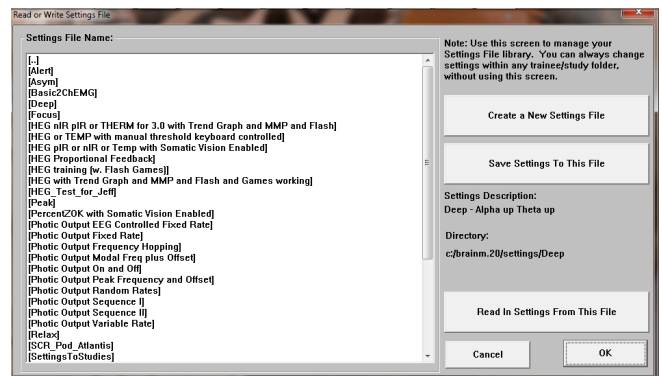 Read or Write Settings File
Settings File Name:
[..]
[Alert]
[Asym]
[Basic2ChEMG]
[Deep]
[Focus]
[HEG nIR pIR or THERM for 3.0 with Trend Graph and MMP and Flash]
[HEG or TEMP with manual threshold keyboard controlled]
[HEG pIR or nIR or Temp with Somatic Vision Enabled]
[HEG Proportional Feedback]
[HEG training (w. Flash Games)]
[HEG with Trend Graph and MMP and Flash and Games working]
[HEG_Test_for_Jeff]
[Peak]
[PercentZOK with Somatic Vision Enabled]
[Photic Output EEG Controlled Fixed Rate]
[Photic Output Fixed Rate]
[Photic Output Frequency Hopping]
[Photic Output Modal Freq plus Offset]
[Photic Output On and Off]
[Photic Output Peak Frequency and Offset]
[Photic Output Random Rates]
[Photic Output Sequence I]
[Photic Output Sequence II]
[Photic Output Variable Rate]
[Relax]
[SCR_Pod_Atlantis]
[SettingsToStudies]
Note: Use this screen to manage your
Settings File library. You can always change
settings within any trainee/study folder,
without using this screen.
Create a New Settings File
Save Settings To This File
Settings Description:
Deep - Alpha up Theta up
Directory:
c:/brainm.20/settings/Deep
Read In Settings From This File
Cancel
OK